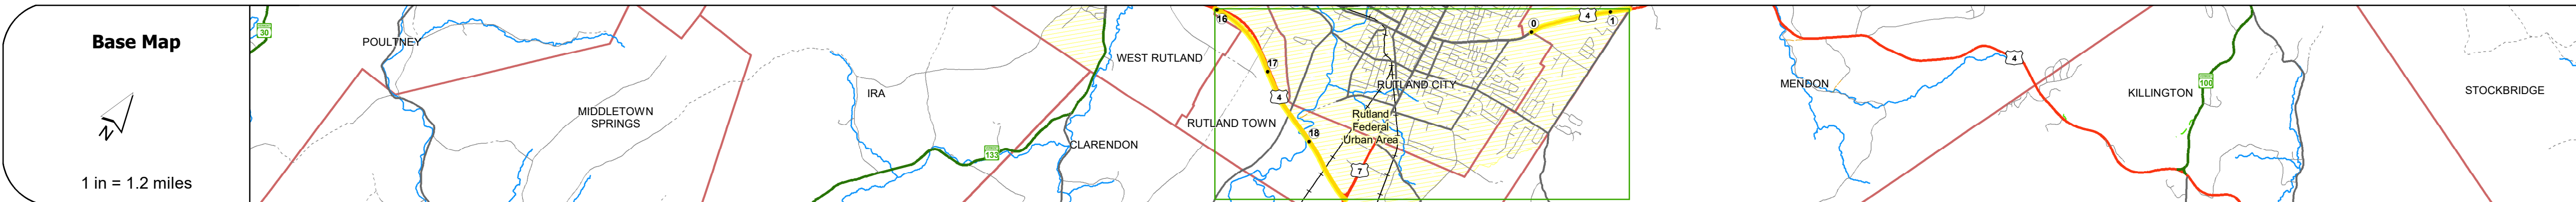 Base Map
N
1 in = 1.2 miles
30
POULTNEY
MIDDLETOWN
SPRINGS
IRA
133
WEST RUTLAND
CLARENDON
RUTLAND TOWN
16
17
4
18
7
RUTLAND CITY
Rutland
Federal
Urban Area
0
4
1
MENDON
4
KILLINGTON
100
STOCKBRIDGE